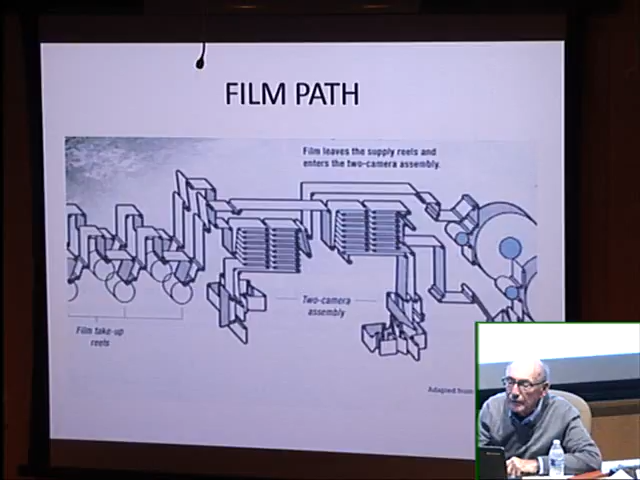 FILM PATH
Film leaves the supply reels and
enters the two-camera assembly.
Two-camera
assembly
Film take-up
reels
Adapted from